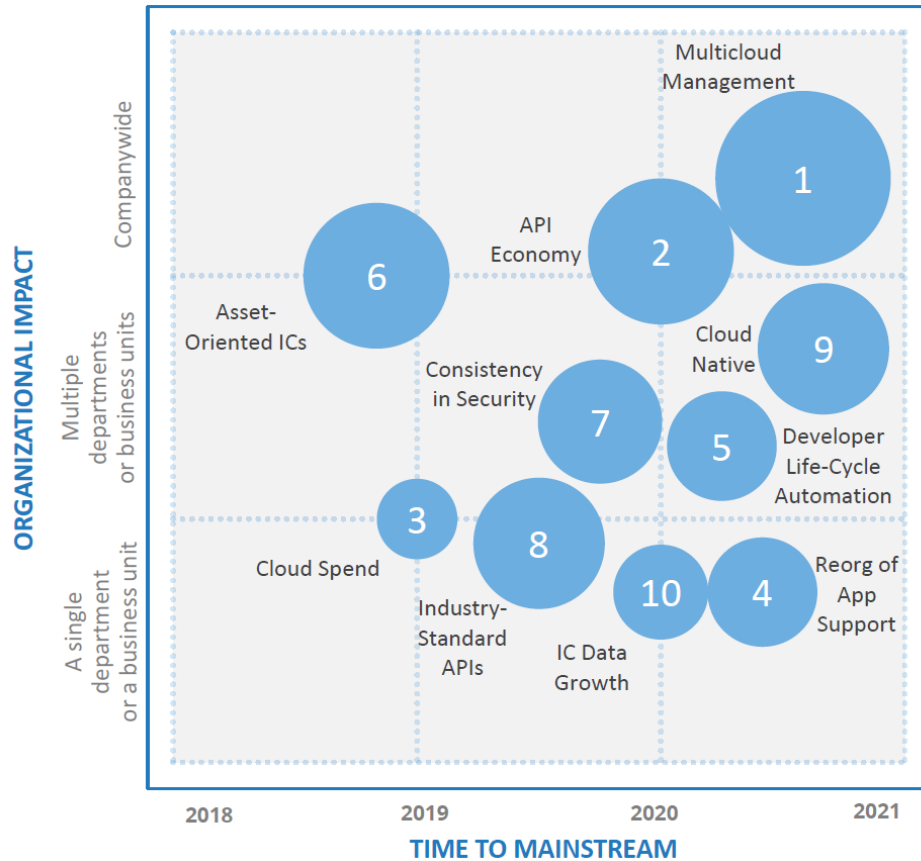 Multicloud
Management
1
API
Economy
2
6
Asset-
Oriented ICs
Cloud
Native
9
Consistency
in Security
7
5
Developer
Life-Cycle
Automation
3
Cloud Spend
8
Industry-
Standard
APIs
10
IC Data
Growth
4
Reorg of
App
Support
ORGANIZATIONAL IMPACT
Companywide
Multiple
departments
or business units
A single
department
or a business unit
2018
2019
2020
2021
TIME TO MAINSTREAM